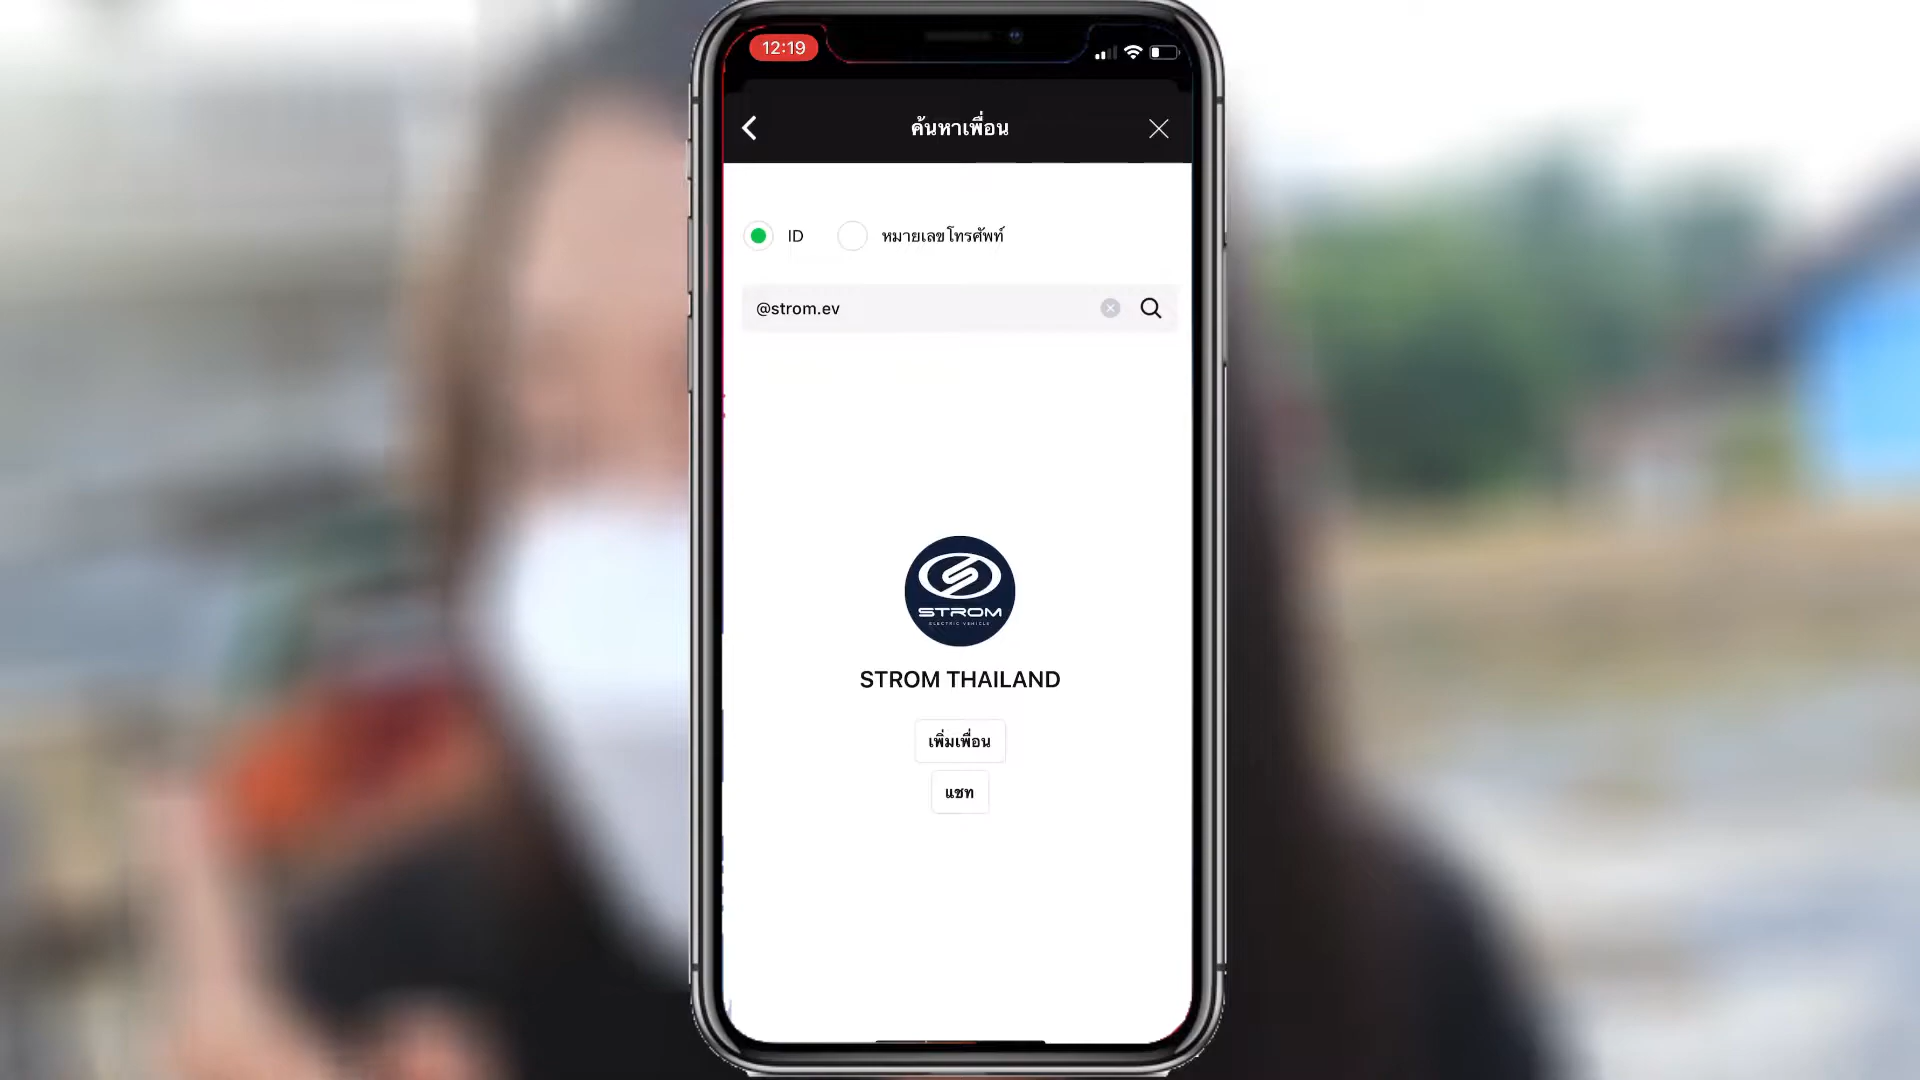 12:19
ค้นหาเพื่อน
ID หมายเลขโทรศัพท์
@strom.ev
STROM
ELECTRIC VEHICLE
STROM THAILAND
เพิ่มเพื่อน
แชท